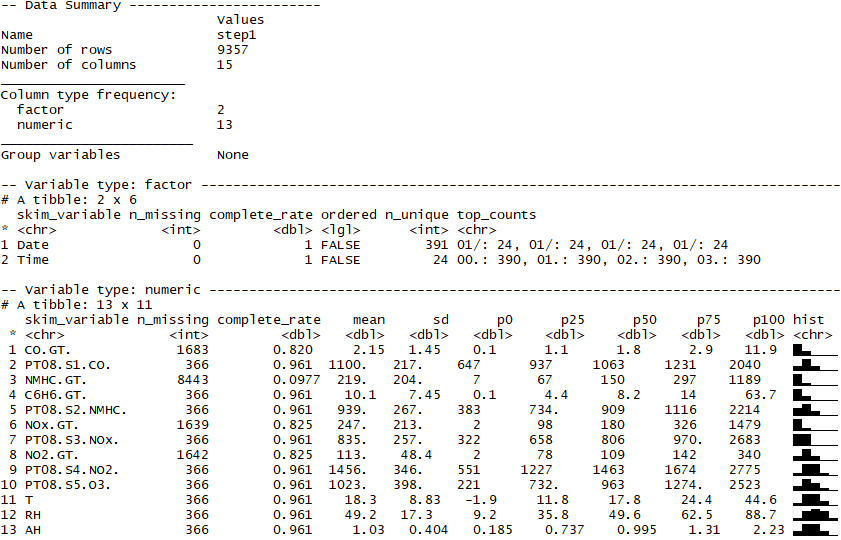 -- Data Summary ------------------------
Values
Name step1
Number of rows 9357
Number of columns 15
_______________________
Column type frequency:
factor 2
numeric 13
________________________
Group variables None
-- Variable type: factor --------------------------------------------------------------------------------
# A tibble: 2 x 6
skim_variable n_missing complete_rate ordered n_unique top_counts
* <chr> <int> <dbl> <lgl> <int> <chr>
1 Date 0 1 FALSE 391 01/: 24, 01/: 24, 01/: 24, 01/: 24
2 Time 0 1 FALSE 24 00.: 390, 01.: 390, 02.: 390, 03.: 390
-- Variable type: numeric -------------------------------------------------------------------------------
# A tibble: 13 x 11
skim_variable n_missing complete_rate mean sd p0 p25 p50 p75 p100 hist
* <chr> <int> <dbl> <dbl> <dbl> <dbl> <dbl> <dbl> <dbl> <dbl> <chr>
1 CO.GT. 1683 0.820 2.15 1.45 0.1 1.1 1.8 2.9 11.9
2 PT08.S1.CO. 366 0.961 1100. 217. 647 937 1063 1231 2040
3 NMHC.GT. 8443 0.0977 219. 204. 7 67 150 297 1189
4 C6H6.GT. 366 0.961 10.1 7.45 0.1 4.4 8.2 14 63.7
5 PT08.S2.NMHC. 366 0.961 939. 267. 383 734. 909 1116 2214
6 NOx.GT. 1639 0.825 247. 213. 2 98 180 326 1479
7 PT08.S3.NOx. 366 0.961 835. 257. 322 658 806 970. 2683
8 NO2.GT. 1642 0.825 113. 48.4 2 78 109 142 340
9 PT08.S4.NO2. 366 0.961 1456. 346. 551 1227 1463 1674 2775
10 PT08.S5.O3. 366 0.961 1023. 398. 221 732. 963 1274. 2523
11 T 366 0.961 18.3 8.83 -1.9 11.8 17.8 24.4 44.6
12 RH 366 0.961 49.2 17.3 9.2 35.8 49.6 62.5 88.7
13 AH 366 0.961 1.03 0.404 0.185 0.737 0.995 1.31 2.23